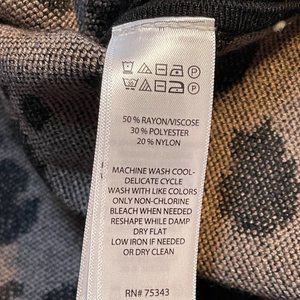 50% RAYON/VISCOSE
30% POLYESTER
20% NYLON
MACHINE WASH COOL-
DELICATE CYCLE
WASH WITH LIKE COLORS
ONLY NON-CHLORINE
BLEACH WHEN NEEDED
RESHAPE WHILE DAMP
DRY FLAT
LOW IRON IF NEEDED
OR DRY CLEAN
RN# 75343